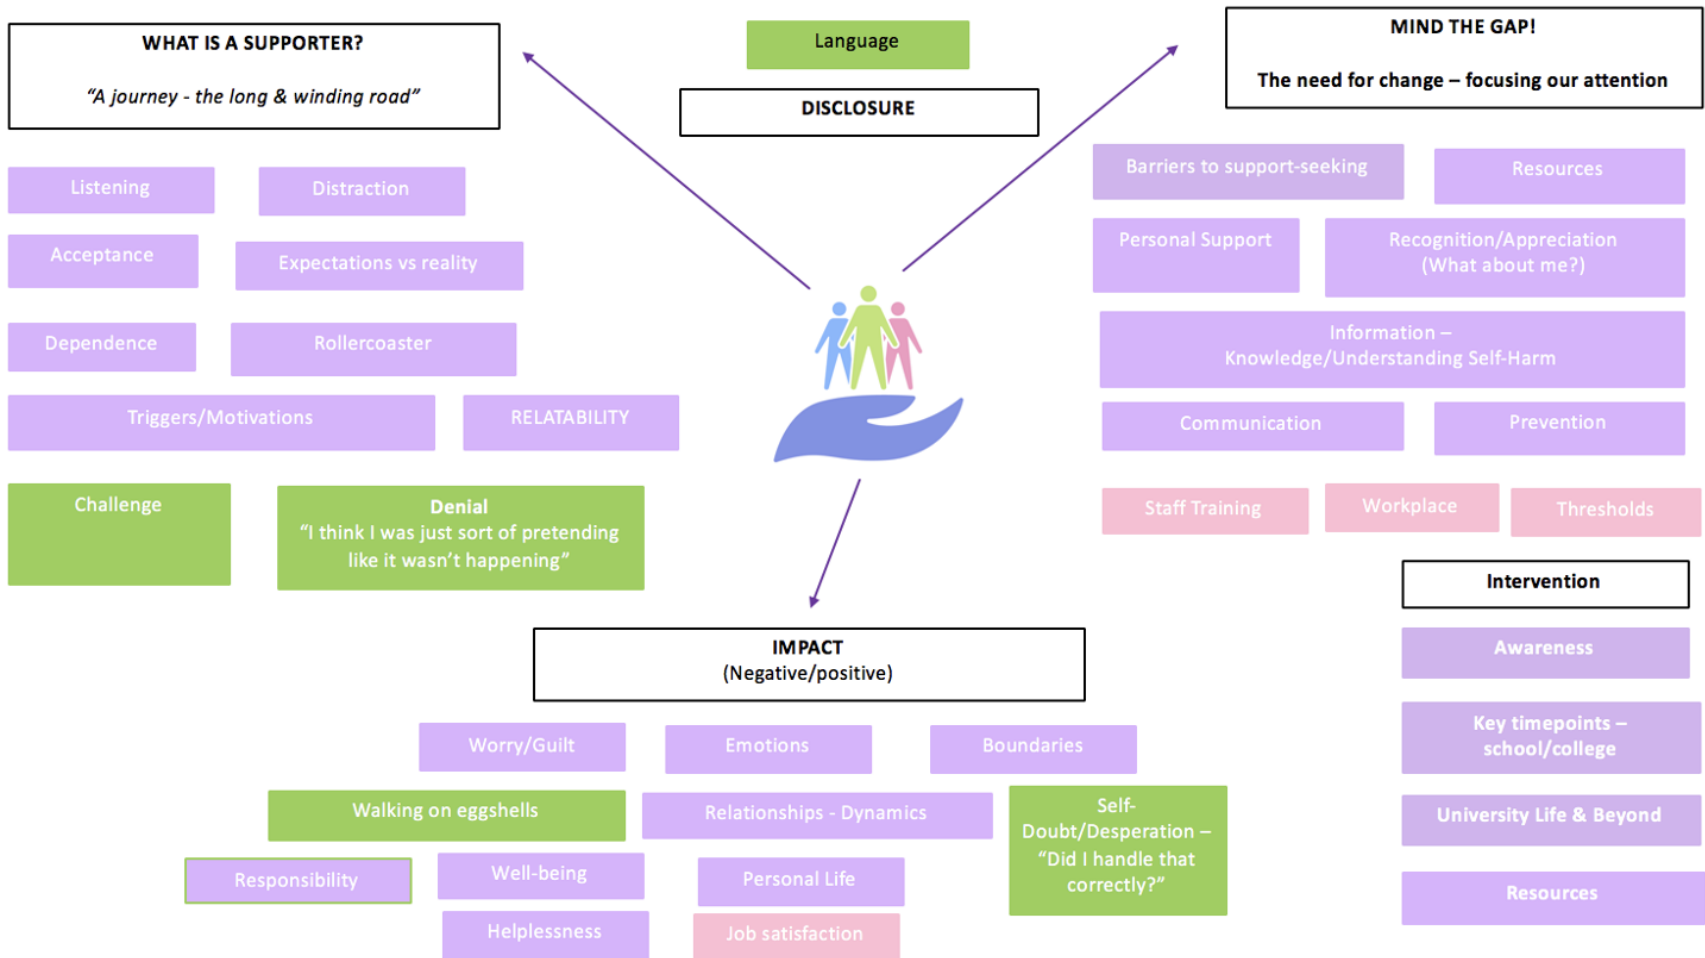 WHAT IS A SUPPORTER?
“A journey - the long & winding road”
Listening
Distraction
Acceptance
Expectations vs reality
Dependence
Rollercoaster
Triggers/Motivations
RELATABILITY
Challenge
Denial
“I think I was just sort of pretending
like it wasn’t happening”
Language
DISCLOSURE
MIND THE GAP!
The need for change – focusing our attention
Barriers to support-seeking
Resources
Personal Support
Recognition/Appreciation
(What about me?)
Information –
Knowledge/Understanding Self-Harm
Communication
Prevention
Staff Training
Workplace
Thresholds
Intervention
Awareness
Key timepoints –
school/college
University Life & Beyond
Resources
IMPACT
(Negative/positive)
Worry/Guilt
Emotions
Boundaries
Walking on eggshells
Relationships - Dynamics
Self-
Doubt/Desperation –
“Did I handle that
correctly?”
Responsibility
Well-being
Personal Life
Helplessness
Job satisfaction